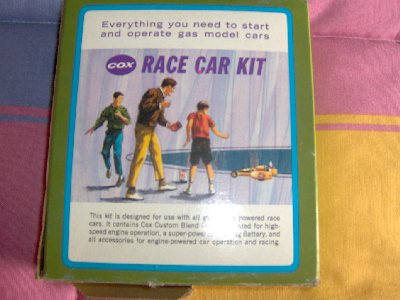 Everything you need to start
and operate gas model cars
COX RACE CAR KIT
This kit is designed for use with all powered race
cars. It contains Cox Custom Blend for high-
speed engine operation, a super-powered Battery, and
all accessories for engine-powered car operation and racing.